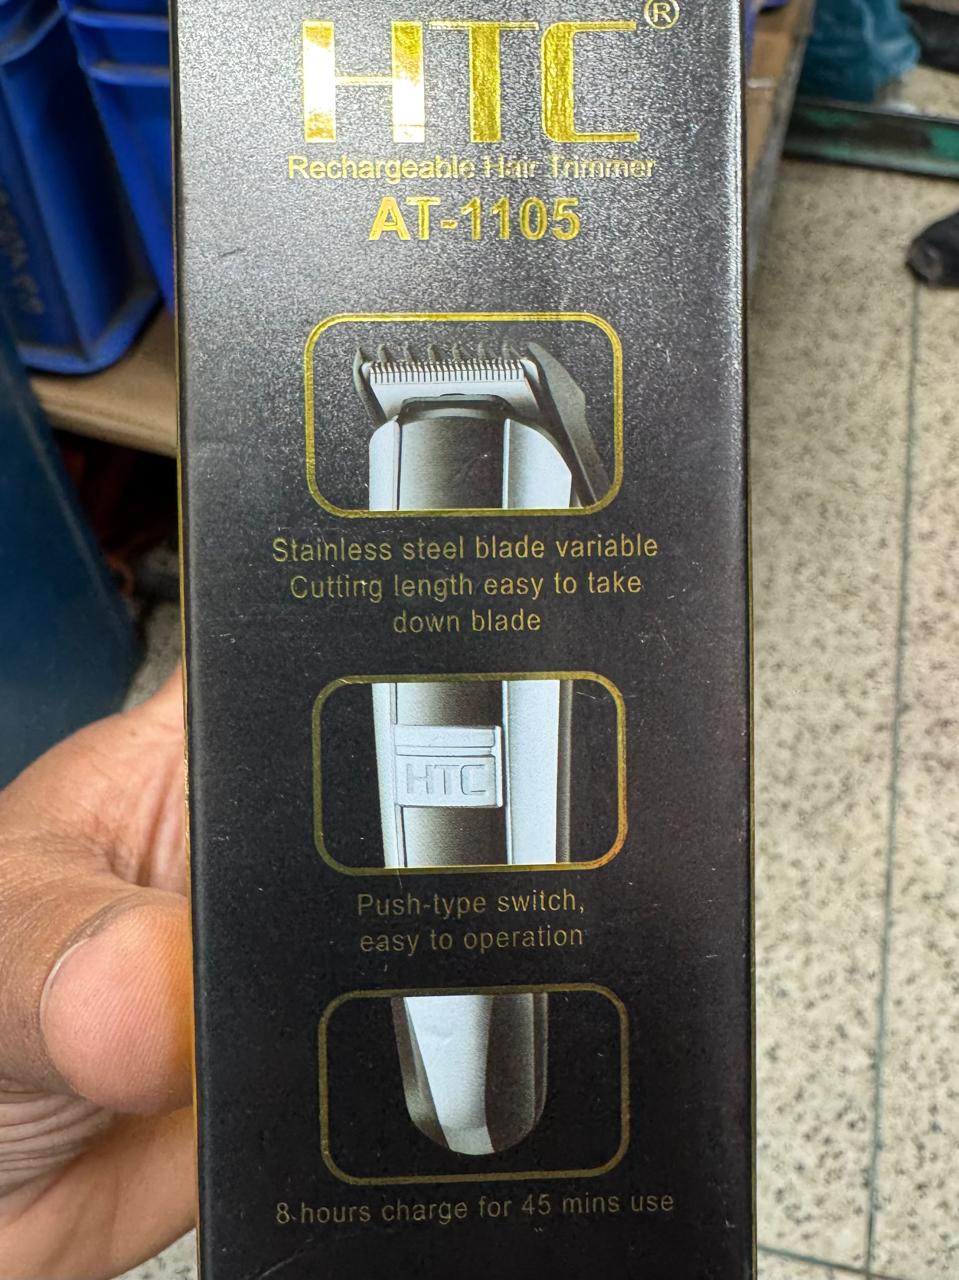 HTC®
Rechargeable Hair Trimmer
AT-1105
Stainless steel blade variable
Cutting length easy to take
down blade
HTC
Push-type switch,
easy to operation
8 hours charge for 45 mins use